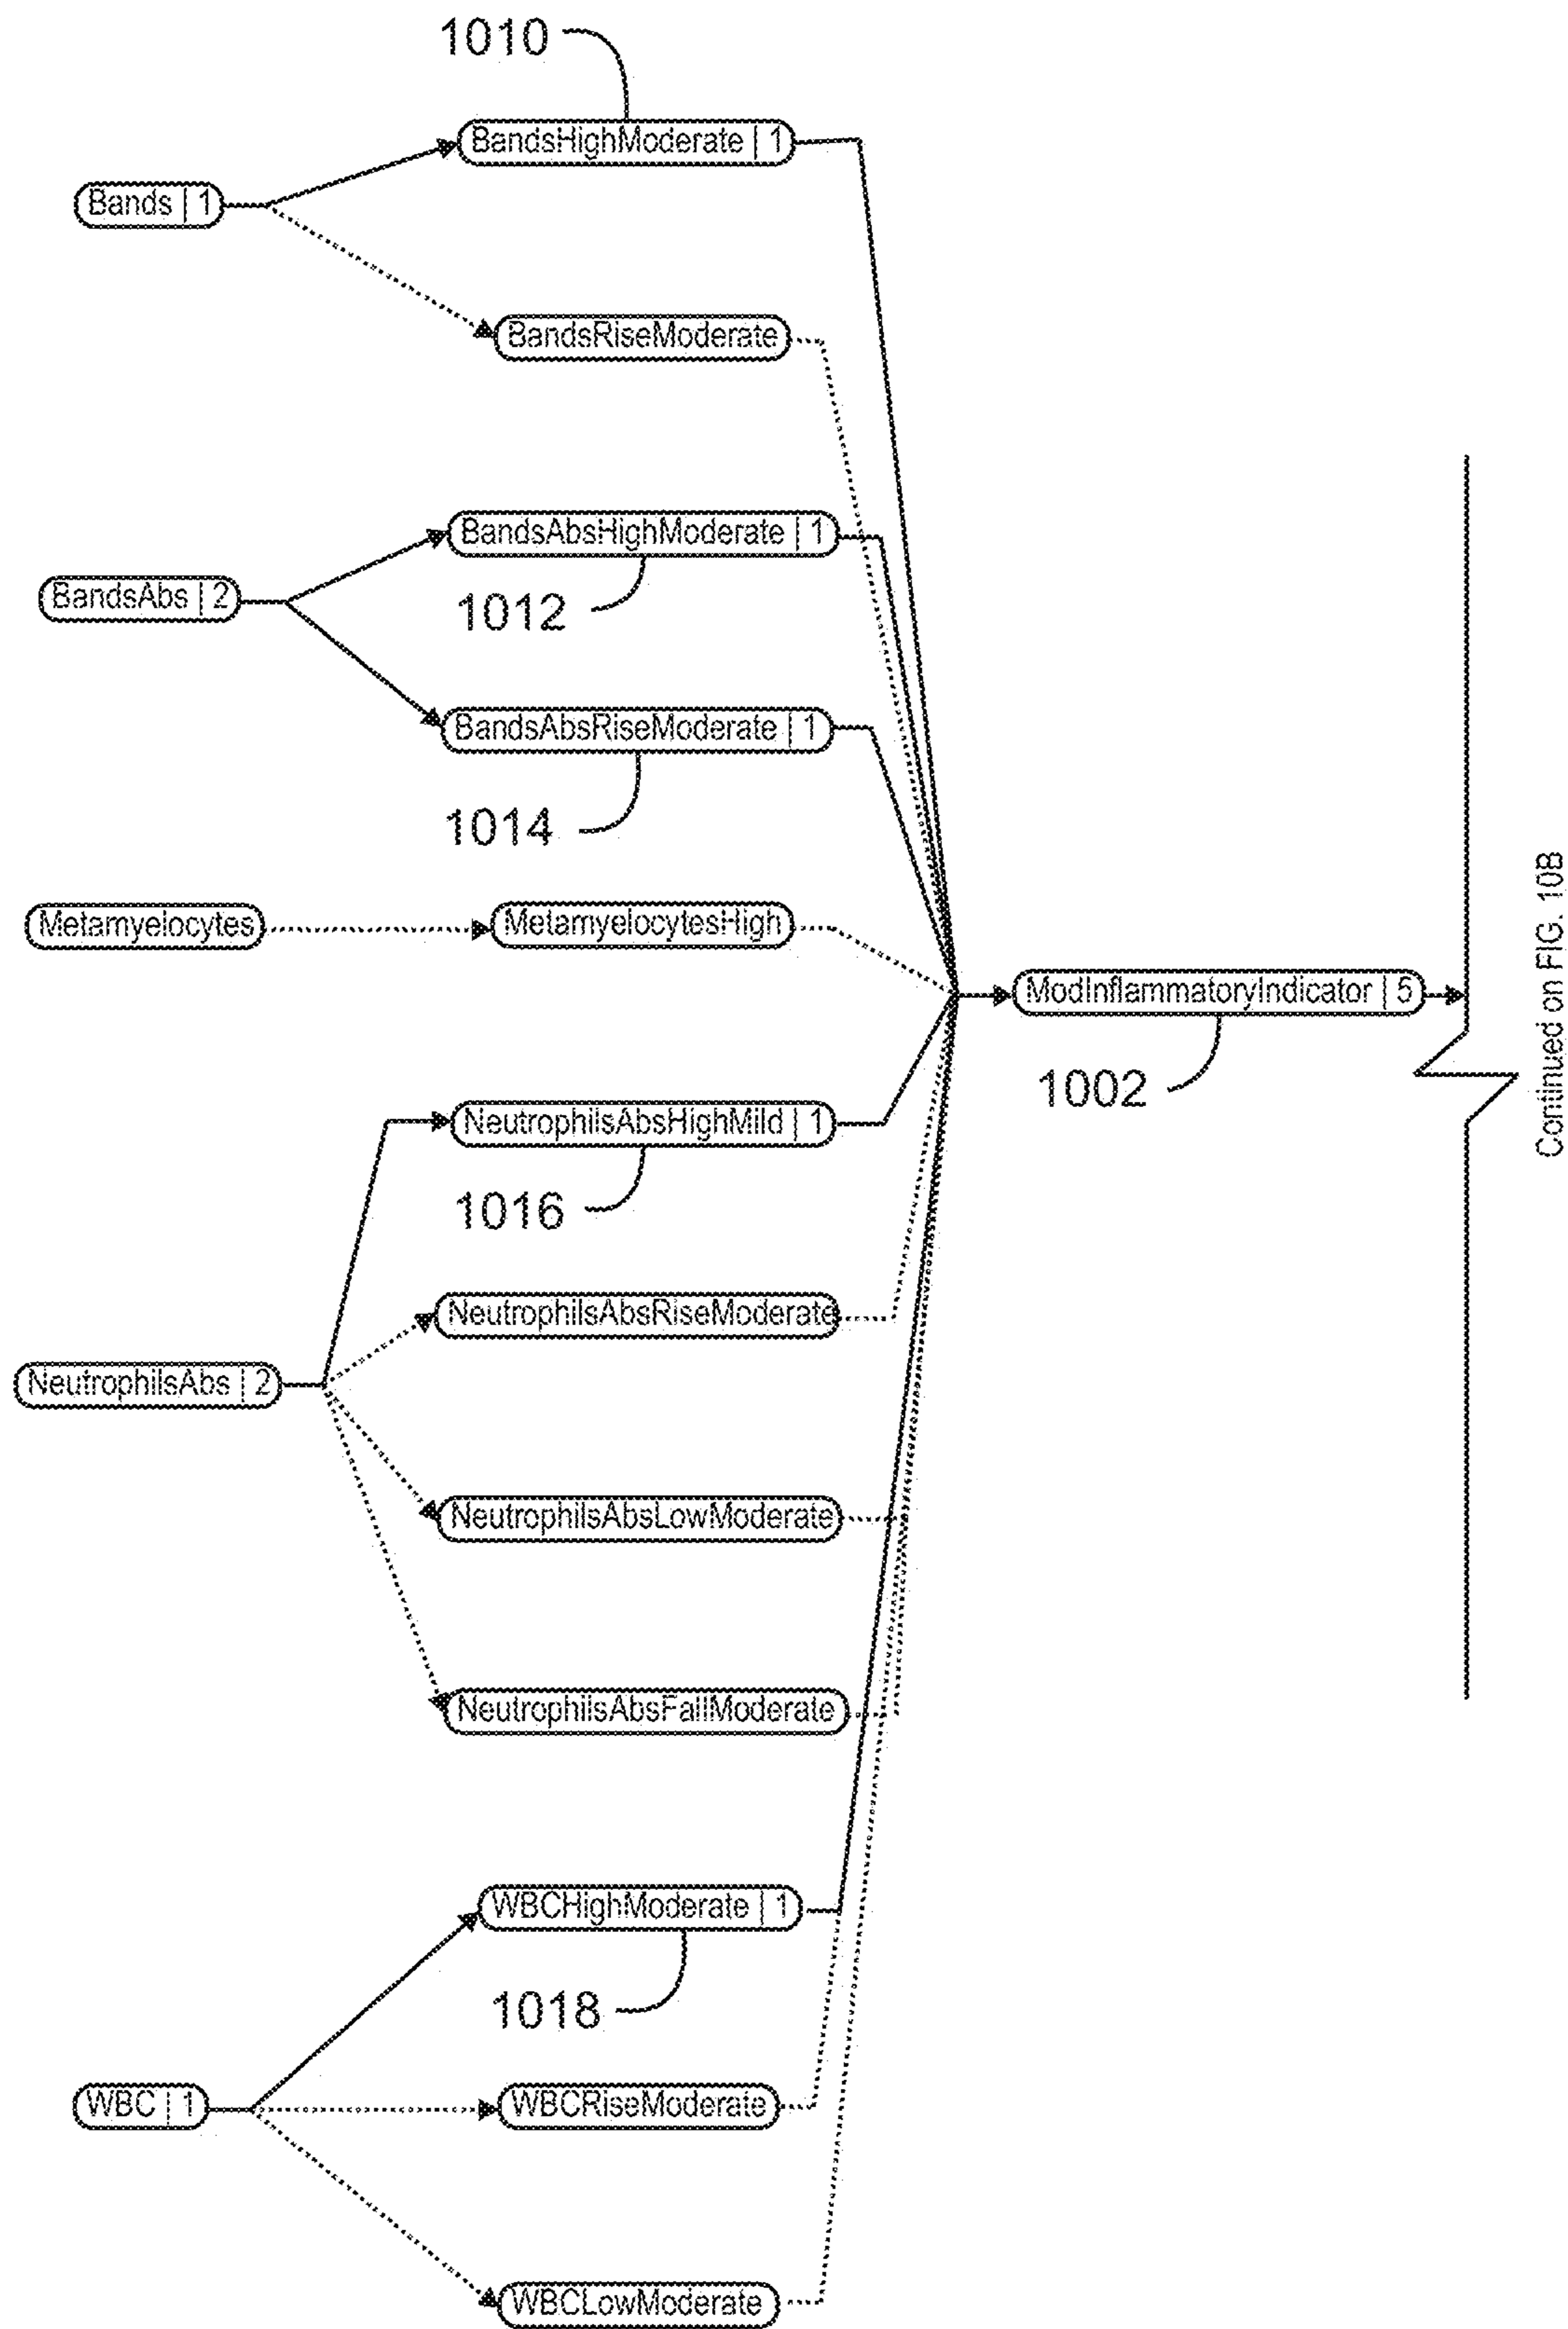 1010
BandsHighModerate | 1
Bands | 1
BandsRiseModerate
BandsAbsHighModerate | 1
BandsAbs | 2
1012
BandsAbsRiseModerate | 1
1014
Metamyelocytes
MetamyelocytesHigh
ModInflammatoryIndicator | 5
1002
Continued on FIG. 10B
NeutrophilsAbsHighMild | 1
1016
NeutrophilsAbsRiseModerate
NeutrophilsAbs | 2
NeutrophilsAbsLowModerate
NeutrophilsAbsFallModerate
WBCHighModerate | 1
1018
WBC | 1
WBCRiseModerate
WBCLowModerate